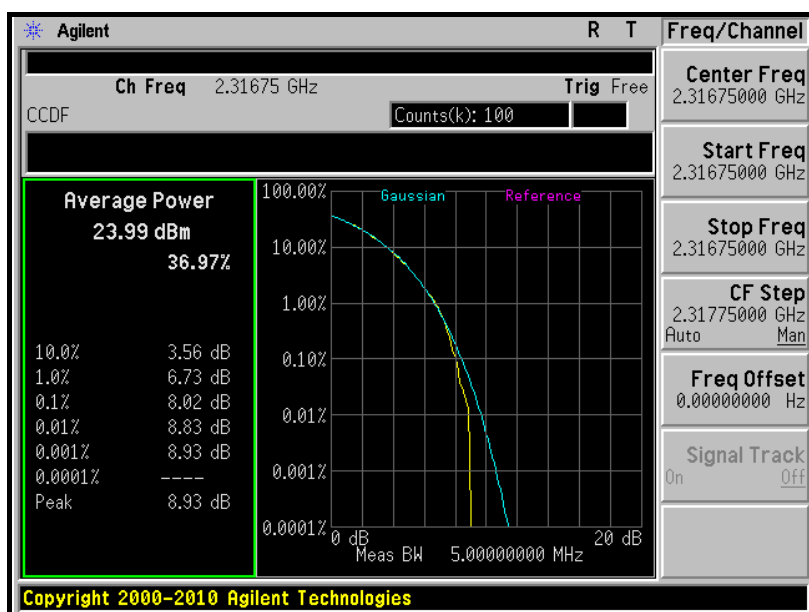 Agilent R T Freq/Channel
Ch Freq 2.31675 GHz Trig Free
CCDF Counts(k): 100
Center Freq
2.31675000 GHz
Start Freq
2.31675000 GHz
Stop Freq
2.31675000 GHz
CF Step
2.31775000 GHz
Auto Man
Freq Offset
0.00000000 Hz
Signal Track
On Off
Average Power
23.99 dBm
36.97%
10.0% 3.56 dB
1.0% 6.73 dB
0.1% 8.02 dB
0.01% 8.83 dB
0.001% 8.93 dB
0.0001% ----
Peak 8.93 dB
Gaussian Reference
100.00%
10.00%
1.00%
0.10%
0.01%
0.001%
0.0001%
0 dB 20 dB
Meas BW 5.00000000 MHz
Copyright 2000-2010 Agilent Technologies